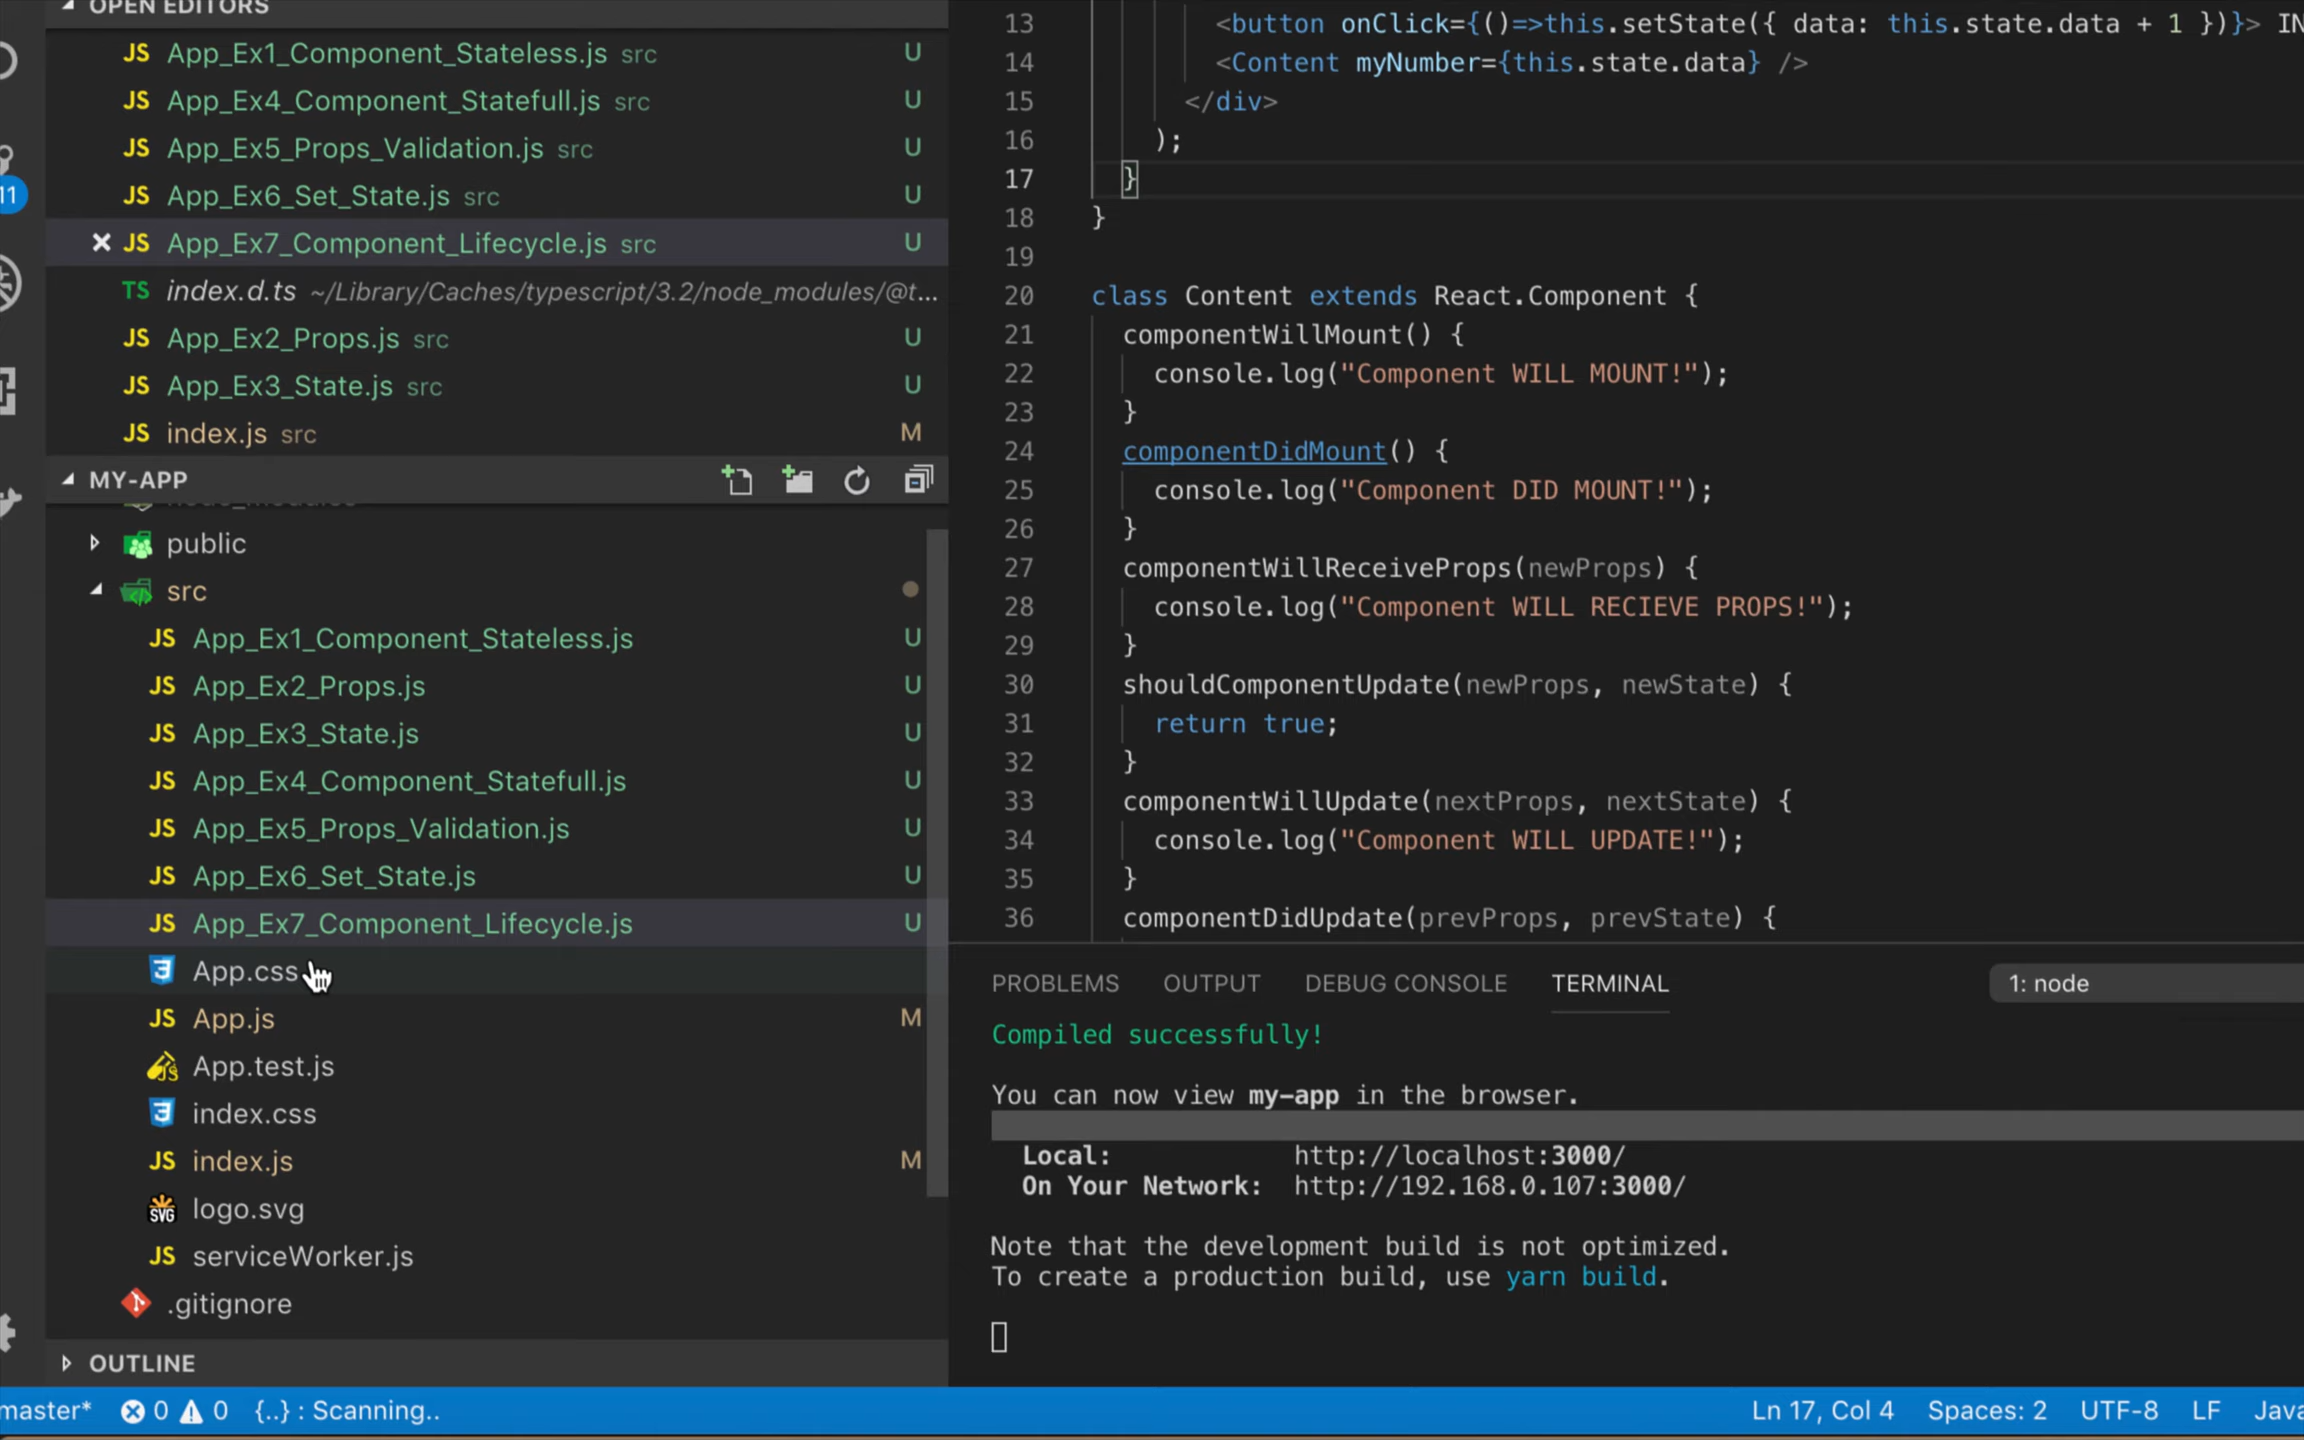 OPEN EDITORS
JS App_Ex1_Component_Stateless.js src U
JS App_Ex4_Component_Statefull.js src U
JS App_Ex5_Props_Validation.js src U
JS App_Ex6_Set_State.js src U
JS App_Ex7_Component_Lifecycle.js src U
TS index.d.ts ~/Library/Caches/typescript/3.2/node_modules/@t...
JS App_Ex2_Props.js src U
JS App_Ex3_State.js src U
JS index.js src M
11
MY-APP
node_modules
public
src
JS App_Ex1_Component_Stateless.js U
JS App_Ex2_Props.js U
JS App_Ex3_State.js U
JS App_Ex4_Component_Statefull.js U
JS App_Ex5_Props_Validation.js U
JS App_Ex6_Set_State.js U
JS App_Ex7_Component_Lifecycle.js U
App.css
JS App.js M
App.test.js
index.css
JS index.js M
SVG logo.svg
JS serviceWorker.js
.gitignore
OUTLINE
13 <button onClick={()=>this.setState({ data: this.state.data + 1 })}> IN
14 <Content myNumber={this.state.data} />
15 </div>
16 );
17 }
18 }
19
20 class Content extends React.Component {
21 componentWillMount() {
22 console.log("Component WILL MOUNT!");
23 }
24 componentDidMount() {
25 console.log("Component DID MOUNT!");
26 }
27 componentWillReceiveProps(newProps) {
28 console.log("Component WILL RECIEVE PROPS!");
29 }
30 shouldComponentUpdate(newProps, newState) {
31 return true;
32 }
33 componentWillUpdate(nextProps, nextState) {
34 console.log("Component WILL UPDATE!");
35 }
36 componentDidUpdate(prevProps, prevState) {
PROBLEMS OUTPUT DEBUG CONSOLE TERMINAL 1: node
Compiled successfully!
You can now view my-app in the browser.
Local: http://localhost:3000/
On Your Network: http://192.168.0.107:3000/
Note that the development build is not optimized.
To create a production build, use yarn build.
master* 0 0 {..} : Scanning.. Ln 17, Col 4 Spaces: 2 UTF-8 LF Java